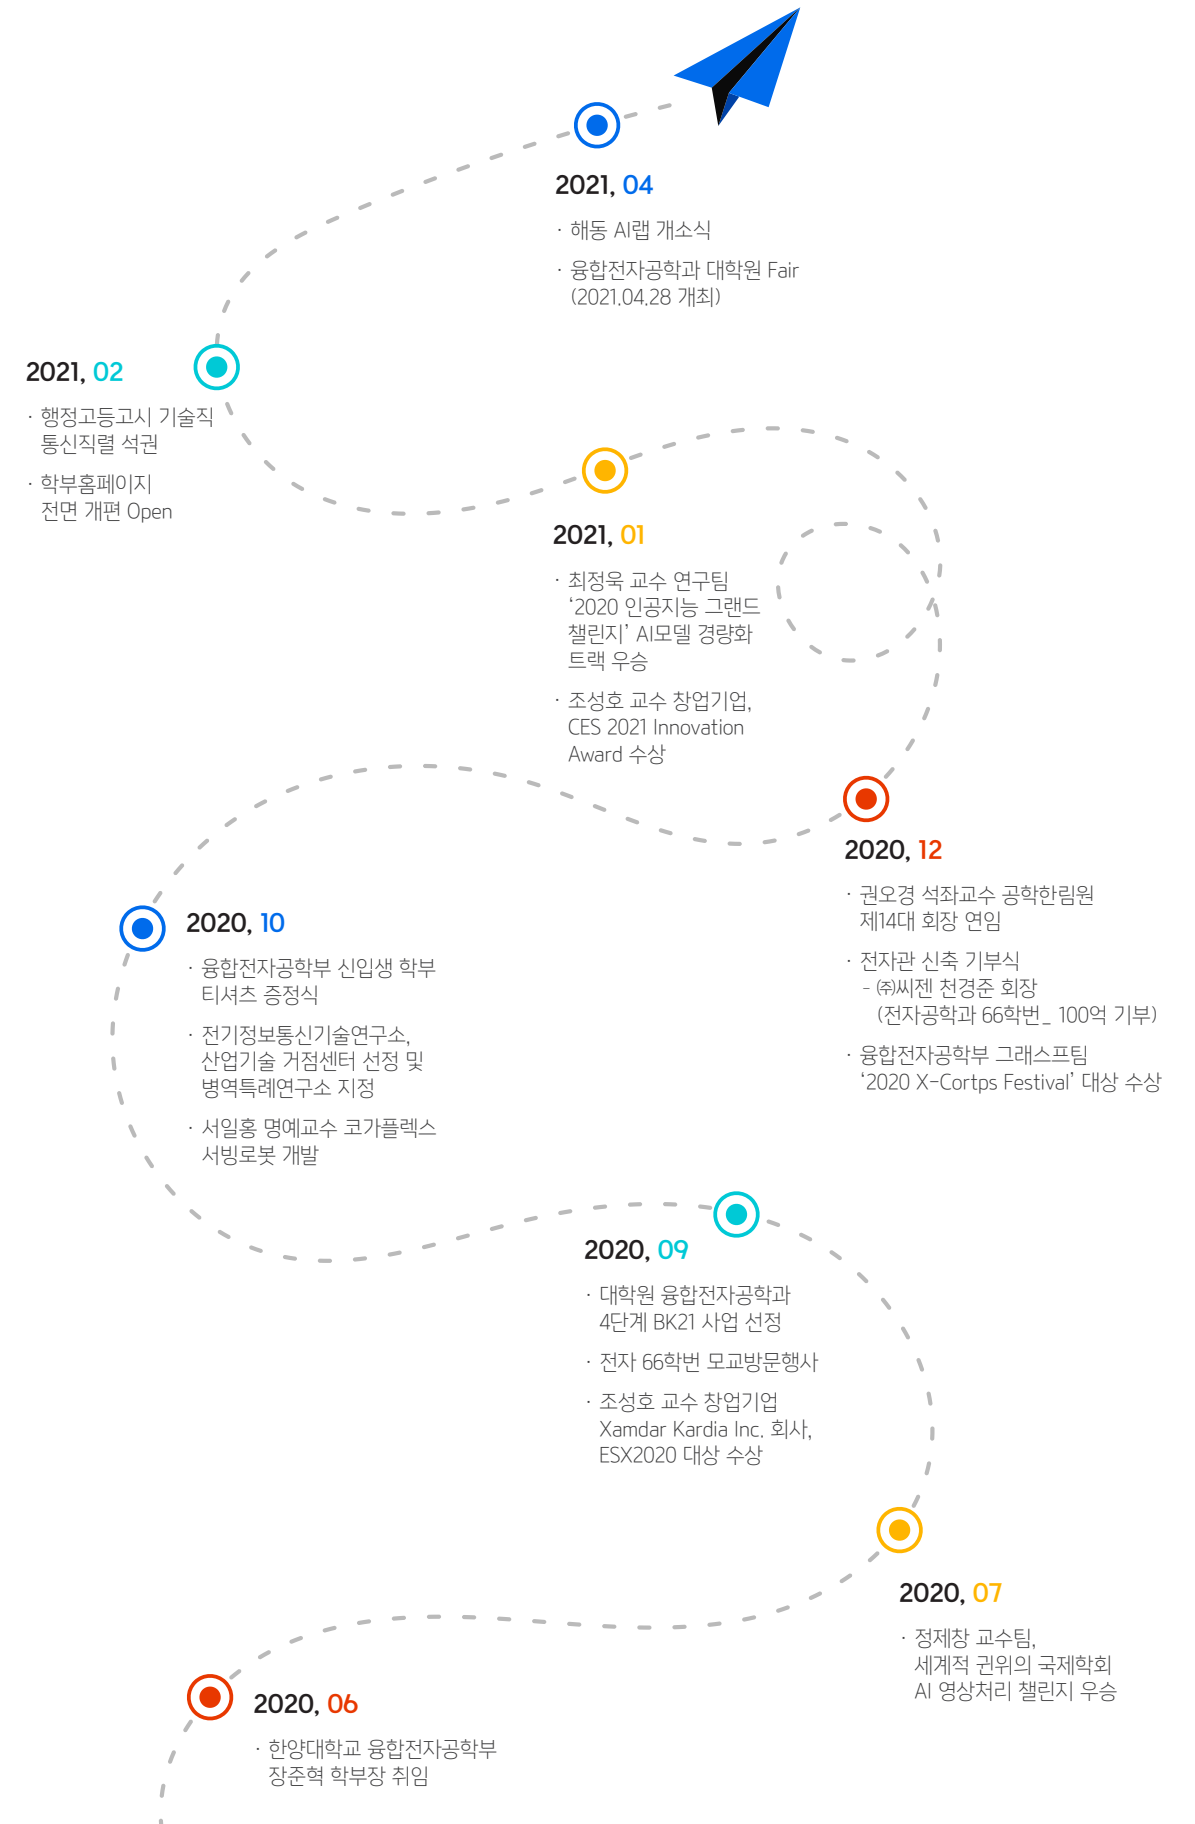 2021, 04
· 해동 AI랩 개소식
· 융합전자공학과 대학원 Fair
(2021.04.28 개최)
2021, 02
· 행정고등고시 기술직
통신직렬 석권
· 학부홈페이지
전면 개편 Open
2021, 01
· 최정욱 교수 연구팀
‘2020 인공지능 그랜드
챌린지’ AI모델 경량화
트랙 우승
· 조성호 교수 창업기업,
CES 2021 Innovation
Award 수상
2020, 12
· 권오경 석좌교수 공학한림원
제14대 회장 연임
· 전자관 신축 기부식
- ㈜씨젠 천경준 회장
(전자공학과 66학번_ 100억 기부)
· 융합전자공학부 그래스프팀
‘2020 X-Cortps Festival’ 대상 수상
2020, 10
· 융합전자공학부 신입생 학부
티셔츠 증정식
· 전기정보통신기술연구소,
산업기술 거점센터 선정 및
병역특례연구소 지정
· 서일홍 명예교수 코가플렉스
서빙로봇 개발
2020, 09
· 대학원 융합전자공학과
4단계 BK21 사업 선정
· 전자 66학번 모교방문행사
· 조성호 교수 창업기업
Xamdar Kardia Inc. 회사,
ESX2020 대상 수상
2020, 07
· 정제창 교수팀,
세계적 귄위의 국제학회
AI 영상처리 챌린지 우승
2020, 06
· 한양대학교 융합전자공학부
장준혁 학부장 취임